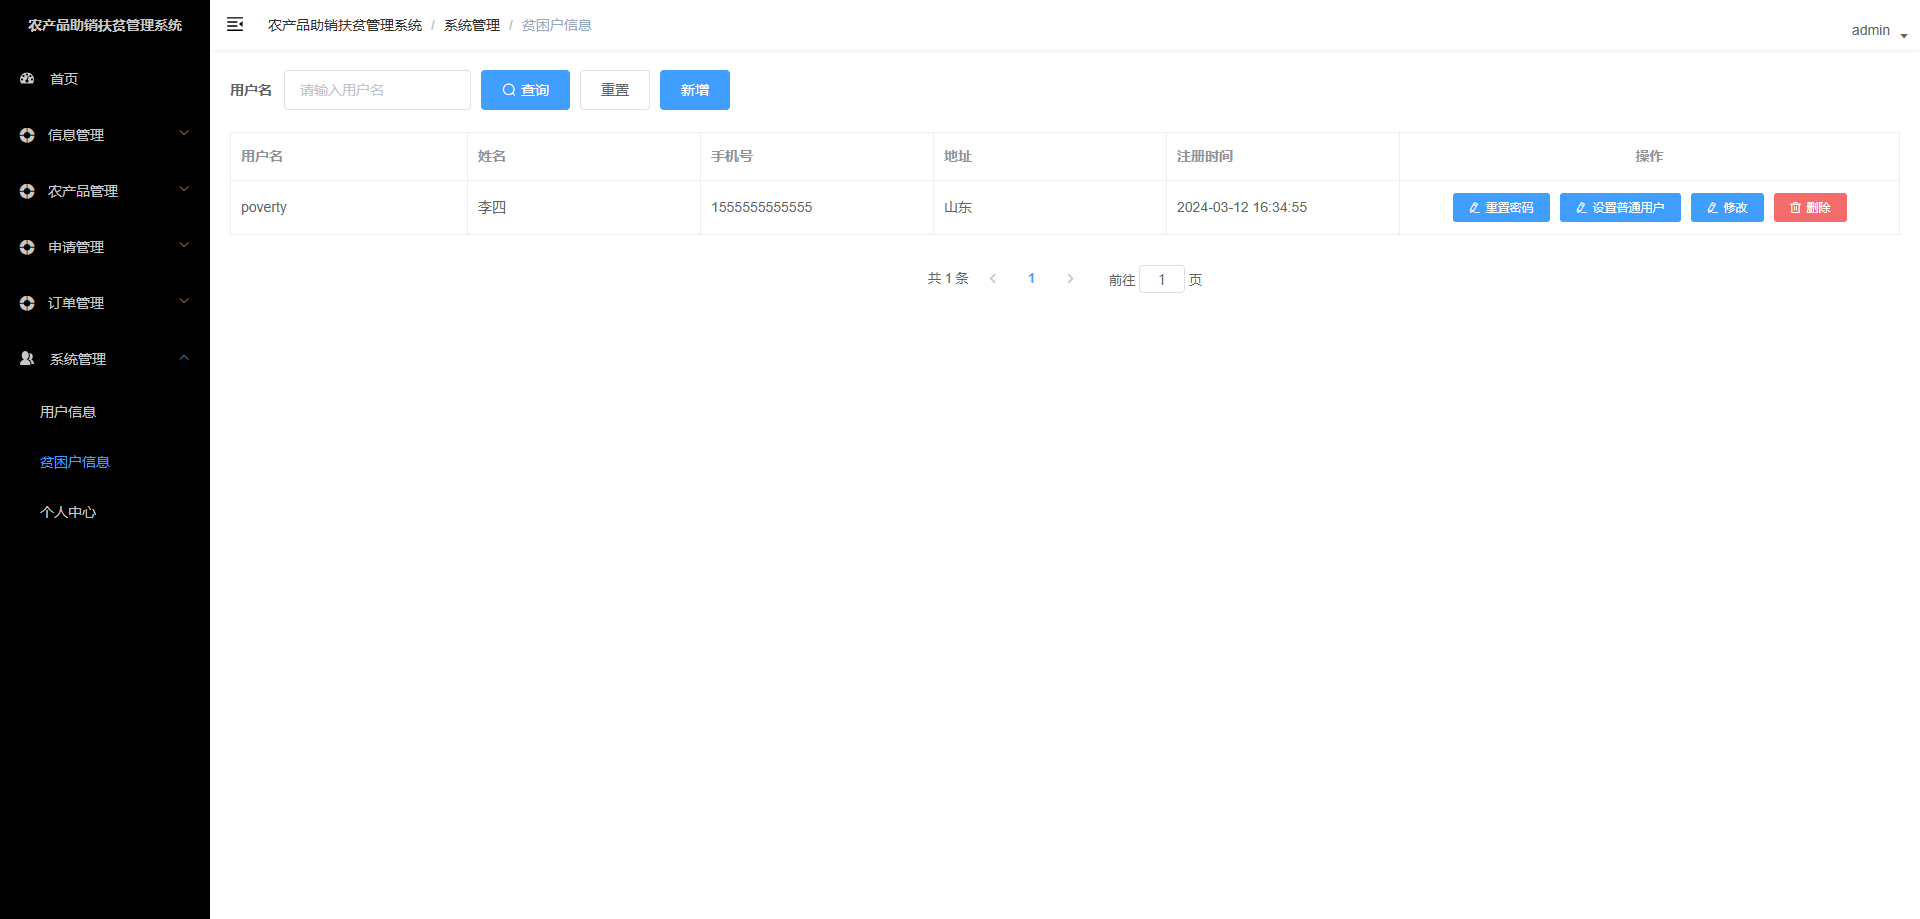 农产品助销扶贫管理系统
农产品助销扶贫管理系统 / 系统管理 / 贫困户信息
admin
首页
信息管理
农产品管理
申请管理
订单管理
系统管理
用户信息
贫困户信息
个人中心
用户名 请输入用户名 查询 重置 新增
用户名 姓名 手机号 地址 注册时间 操作
poverty 李四 1555555555555 山东 2024-03-12 16:34:55 重置密码 设置普通用户 修改 删除
共 1 条 1 前往 1 页